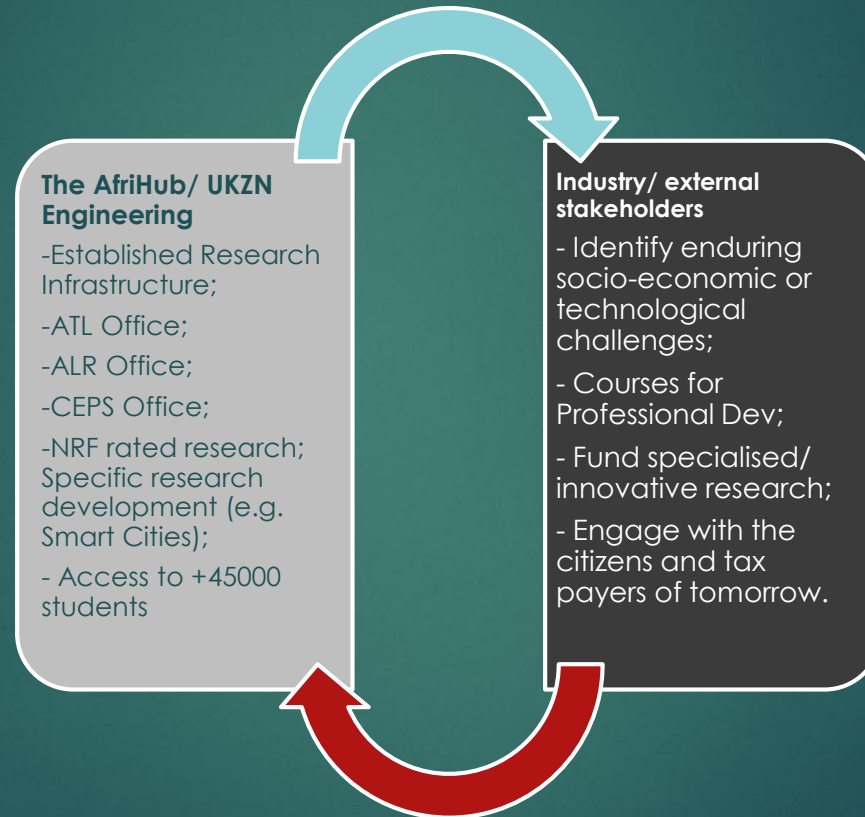 The AfriHub/ UKZN
Engineering
-Established Research
Infrastructure;
-ATL Office;
-ALR Office;
-CEPS Office;
-NRF rated research;
Specific research
development (e.g.
Smart Cities);
- Access to +45000
students
Industry/ external
stakeholders
- Identify enduring
socio-economic or
technological
challenges;
- Courses for
Professional Dev;
- Fund specialised/
innovative research;
- Engage with the
citizens and tax
payers of tomorrow.